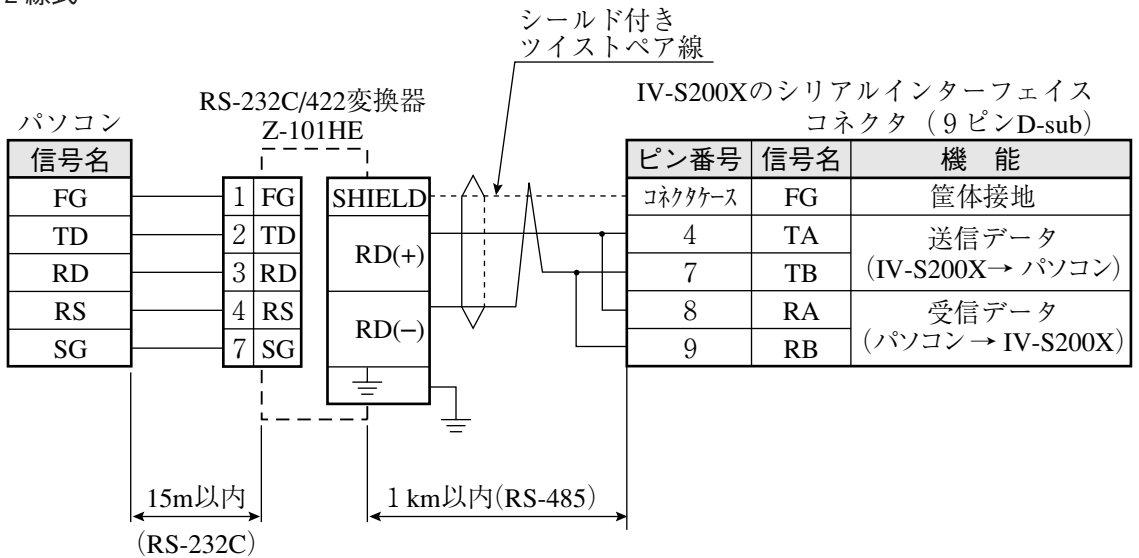 シールド付き
ツイストペア線
RS-232C/422変換器
Z-101HE
IV-S200Xのシリアルインターフェイス
コネクタ（９ピンD-sub）
パソコン
信号名
FG
TD
RD
RS
SG
1 FG
2 TD
3 RD
4 RS
7 SG
SHIELD
RD(+)
RD(−)
ピン番号 信号名 機　能
コネクタケース FG 筐体接地
4 TA 送信データ
7 TB (IV-S200X→ パソコン)
8 RA 受信データ
9 RB (パソコン → IV-S200X)
15m以内
(RS-232C)
１km以内(RS-485)